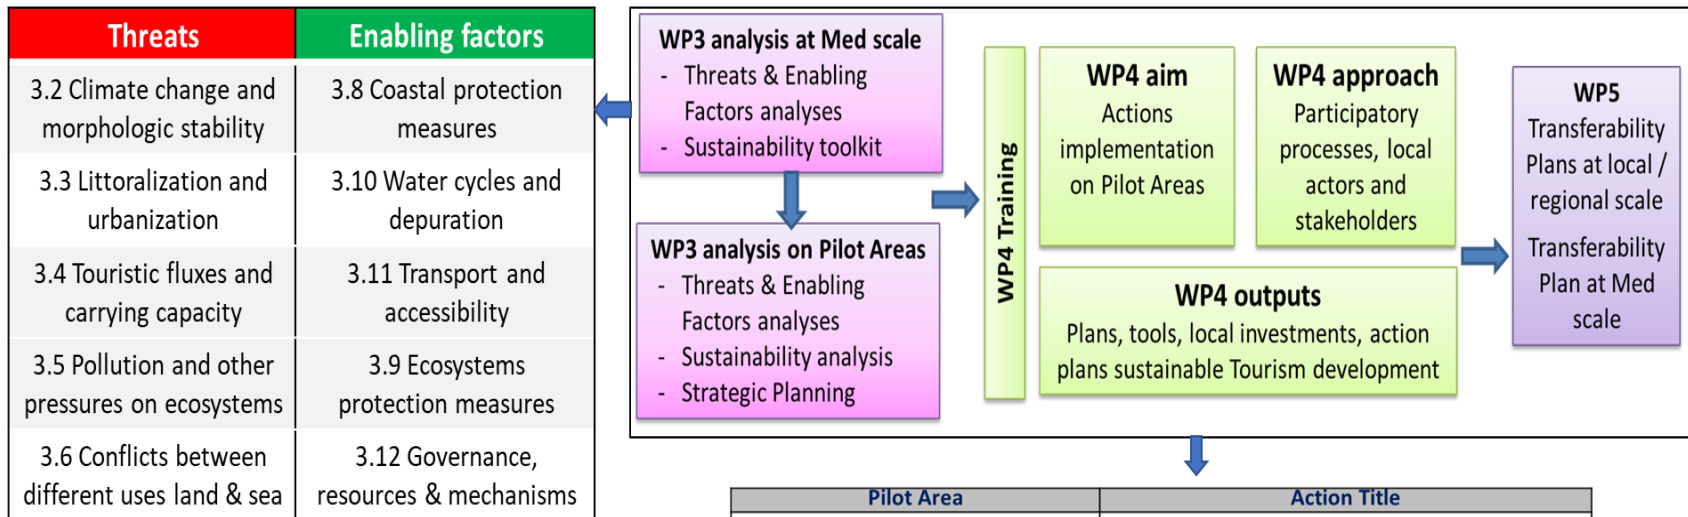 Threats
Enabling factors
3.2 Climate change and
morphologic stability
3.8 Coastal protection
measures
3.3 Littoralization and
urbanization
3.10 Water cycles and
depuration
3.4 Touristic fluxes and
carrying capacity
3.11 Transport and
accessibility
3.5 Pollution and other
pressures on ecosystems
3.9 Ecosystems
protection measures
3.6 Conflicts between
different uses land & sea
3.12 Governance,
resources & mechanisms
WP3 analysis at Med scale
- Threats & Enabling
Factors analyses
- Sustainability toolkit
WP3 analysis on Pilot Areas
- Threats & Enabling
Factors analyses
- Sustainability analysis
- Strategic Planning
WP4 Training
WP4 aim
Actions
implementation
on Pilot Areas
WP4 approach
Participatory
processes, local
actors and
stakeholders
WP4 outputs
Plans, tools, local investments, action
plans sustainable Tourism development
WP5
Transferability
Plans at local /
regional scale
Transferability
Plan at Med
scale
Pilot Area
Action Title